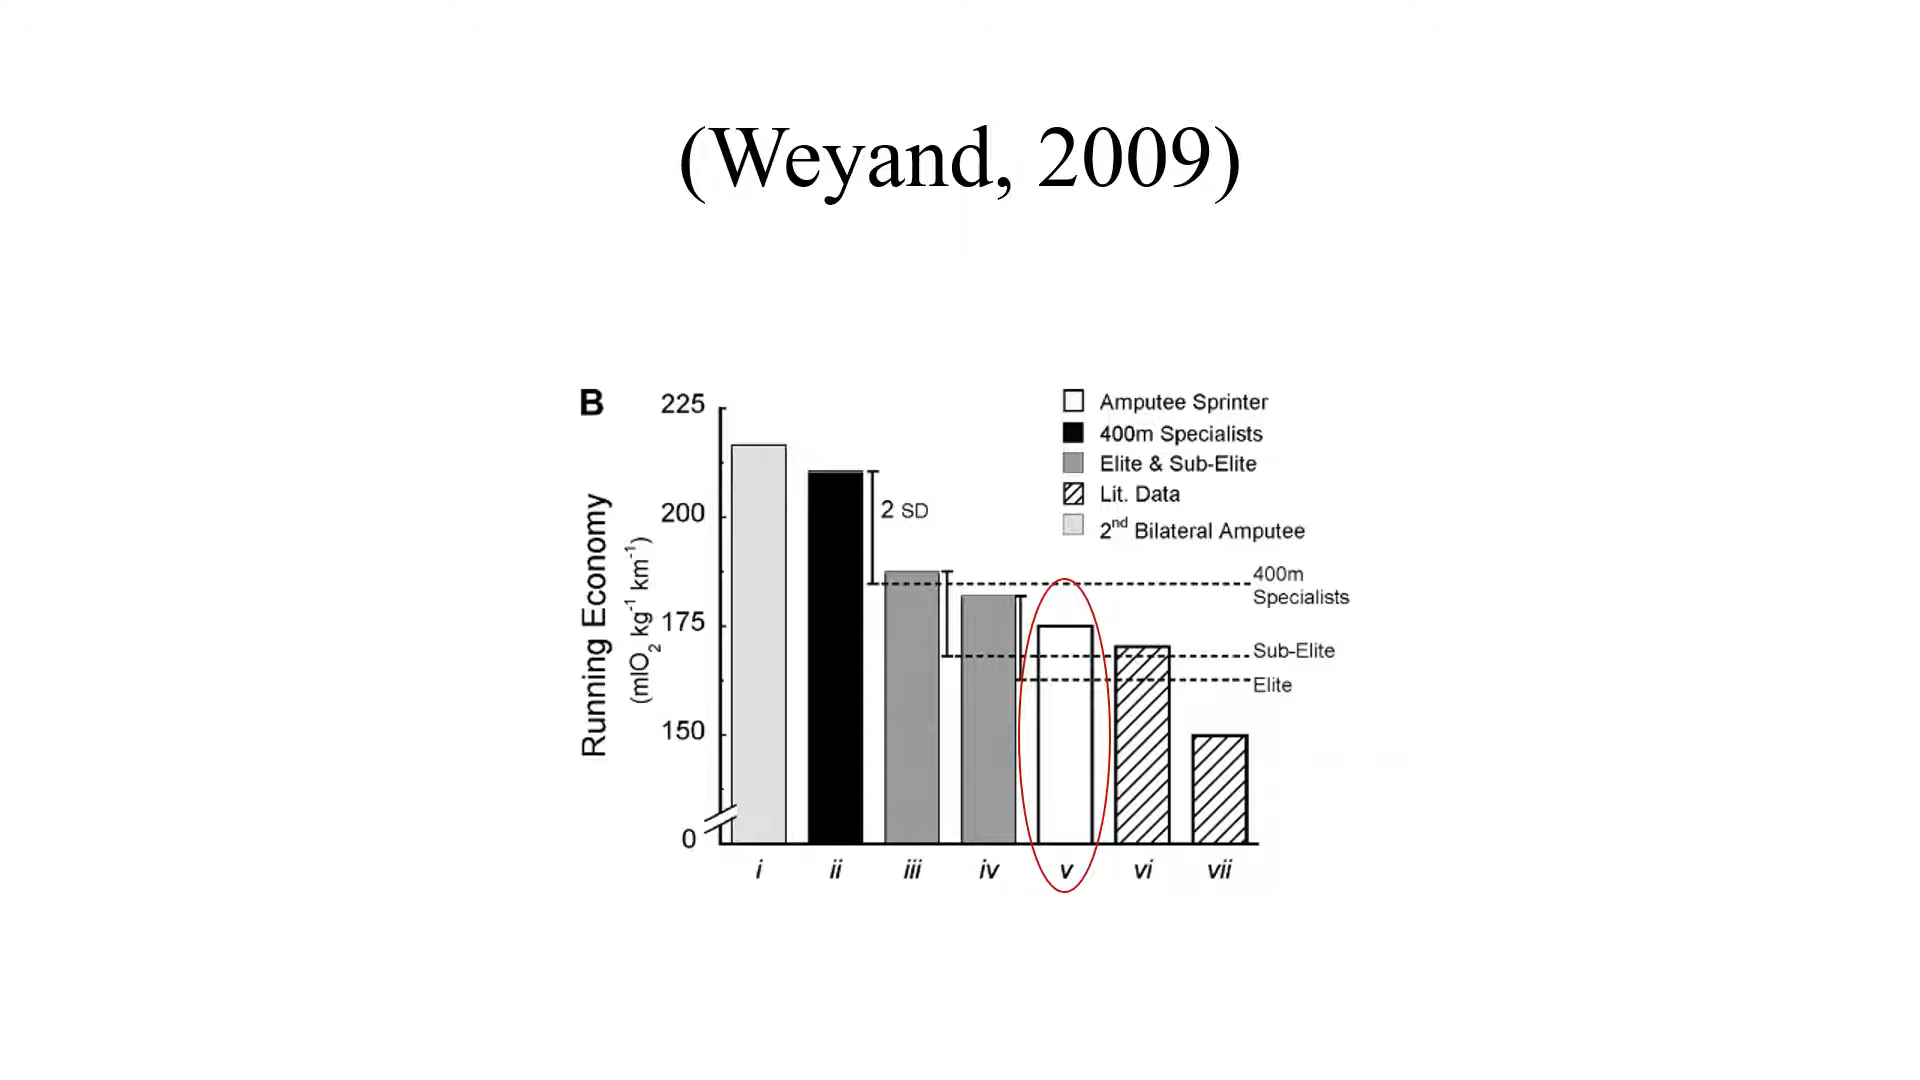 (Weyand, 2009)
B
Running Economy
(mlO2 kg-1 km-1)
225
200
175
150
0
2 SD
Amputee Sprinter
400m Specialists
Elite & Sub-Elite
Lit. Data
2nd Bilateral Amputee
400m
Specialists
Sub-Elite
Elite
i ii iii iv v vi vii